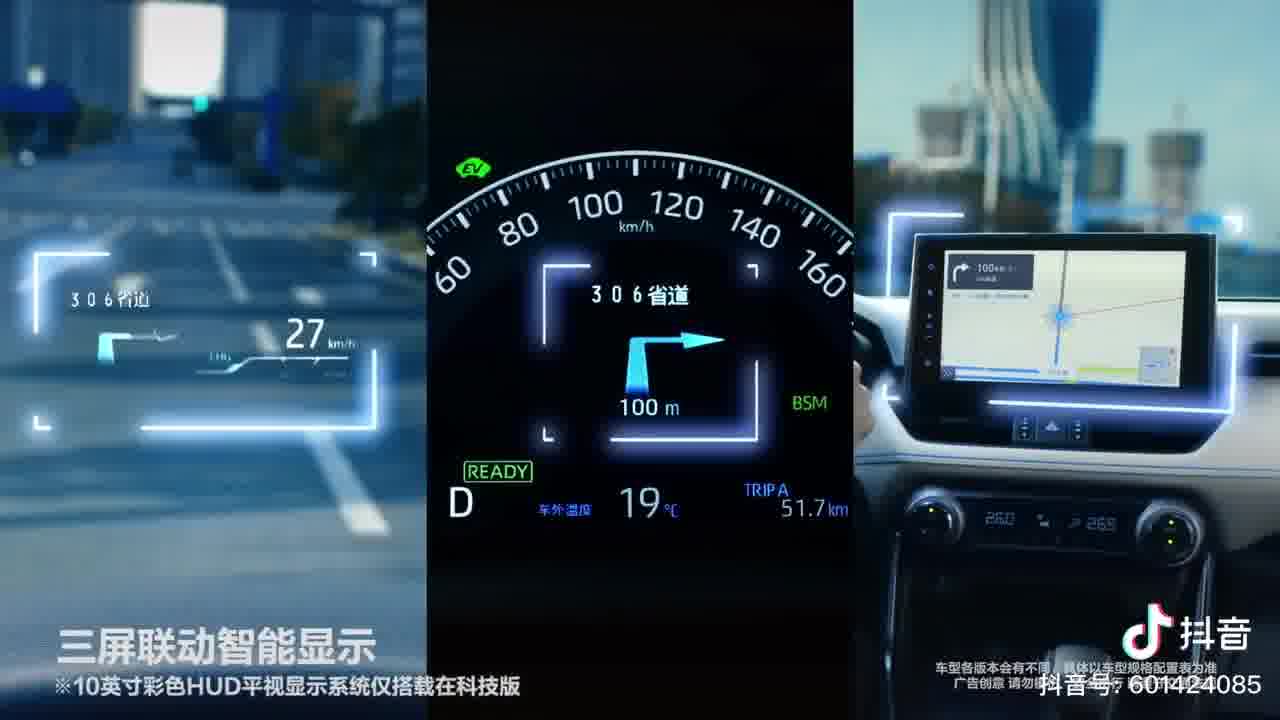 306省道
27 km/h
EV
60 80 100 120 140 160
km/h
306省道
100 m
BSM
READY
D
车外温度 19 ℃
TRIP A
51.7 km
100m
26.0
26.5
三屏联动智能显示
※10英寸彩色HUD平视显示系统仅搭载在科技版
抖音
车型各版本会有不同，具体以车型规格配置表为准
广告创意 请勿
抖音号: 601424085